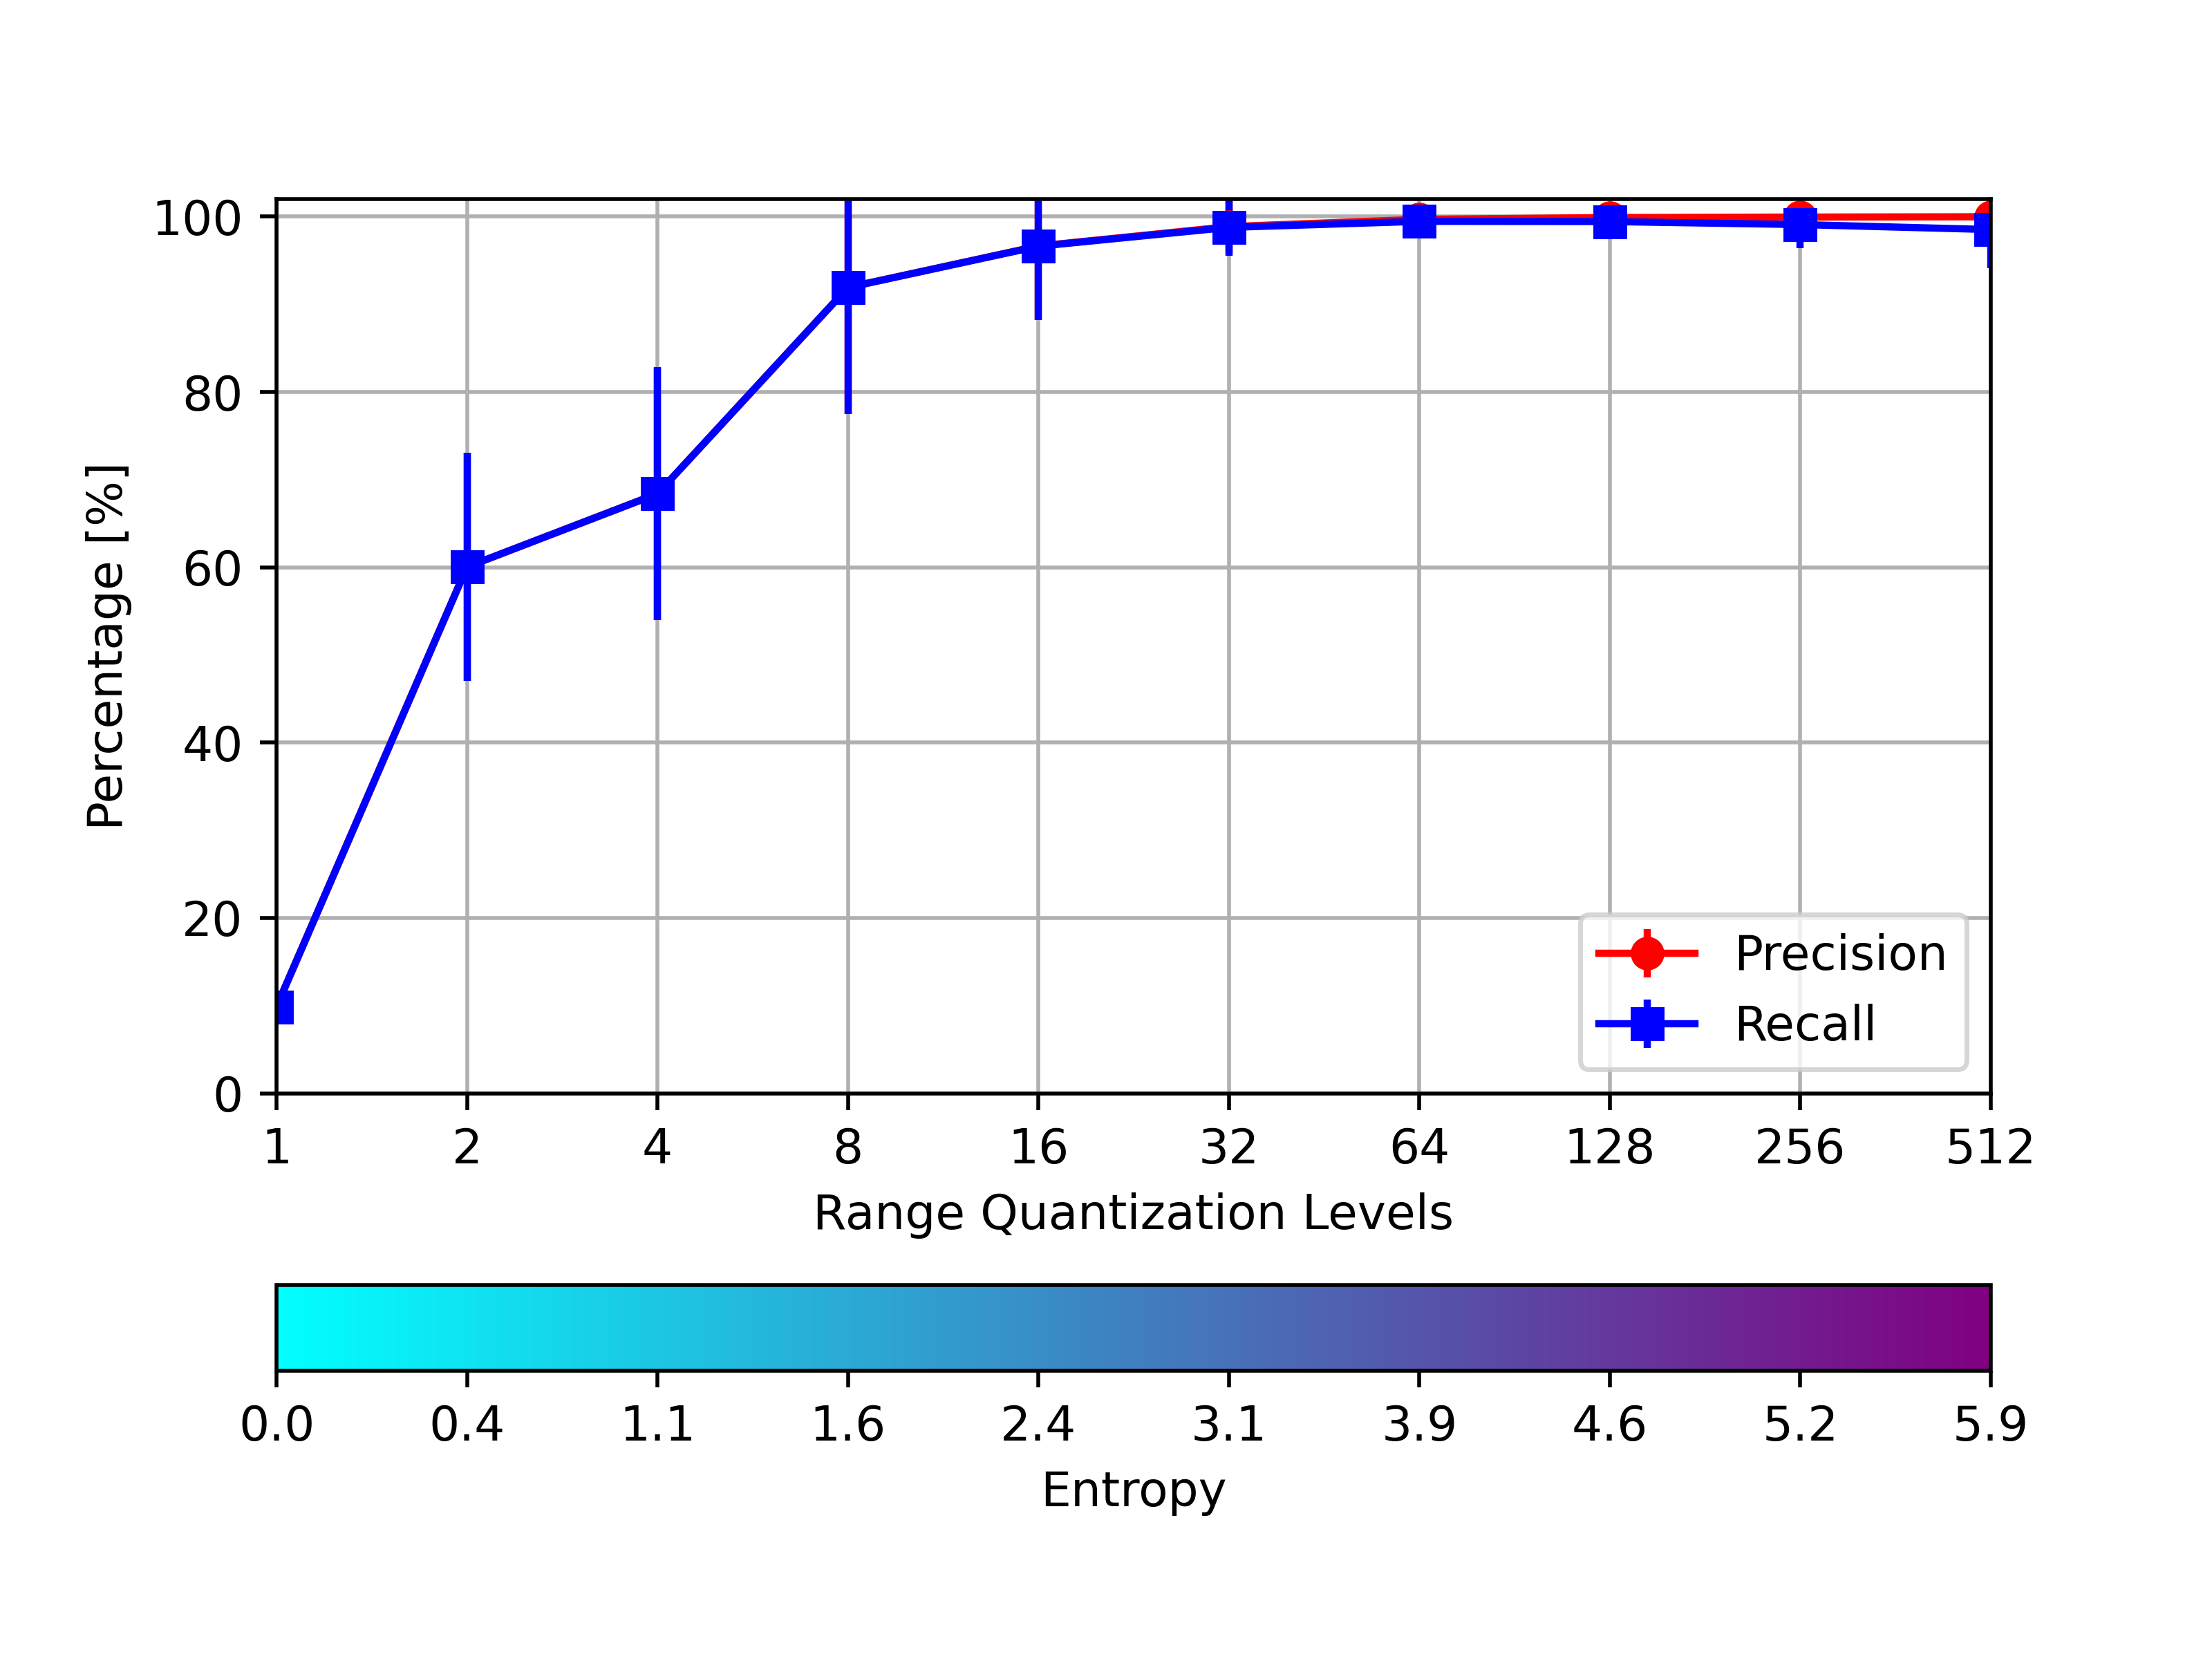 100
80
60
40
20
0
Percentage [%]
Precision
Recall
1 2 4 8 16 32 64 128 256 512
Range Quantization Levels
0.0 0.4 1.1 1.6 2.4 3.1 3.9 4.6 5.2 5.9
Entropy